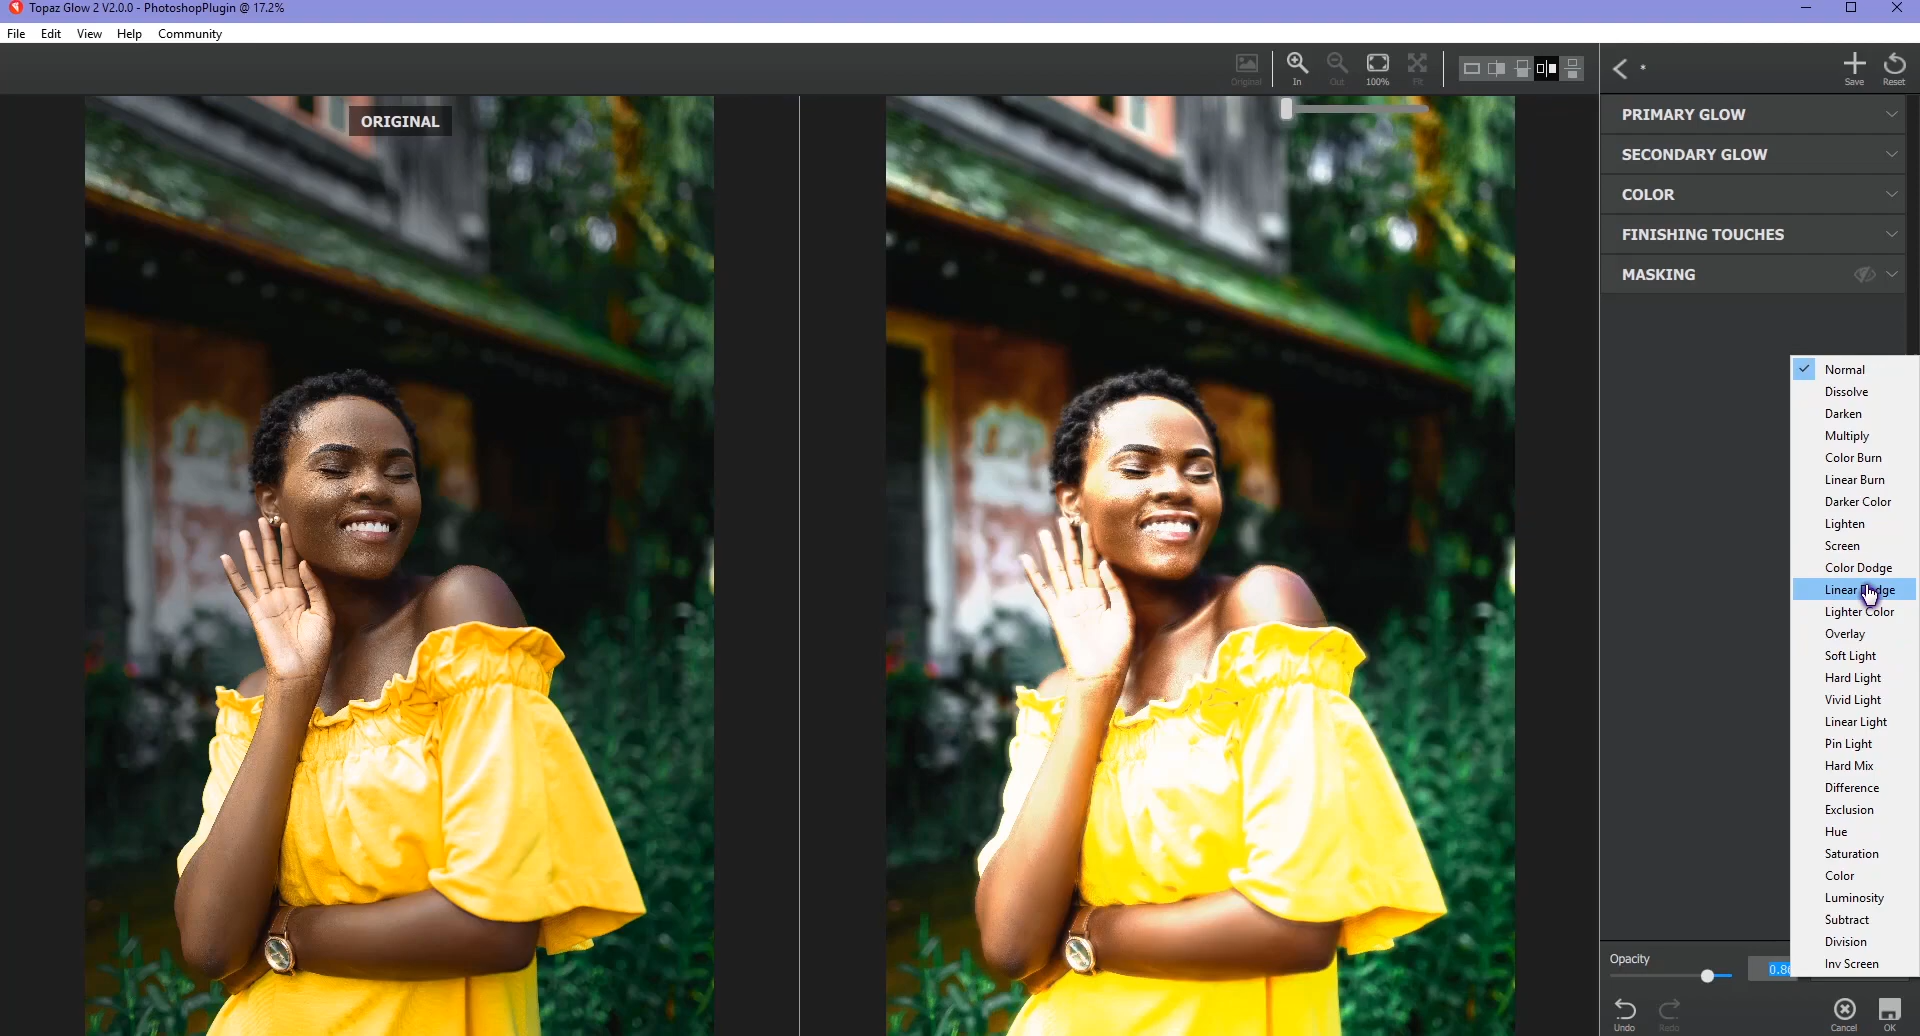 Topaz Glow 2 V2.0.0 - PhotoshopPlugin @ 17.2%
File Edit View Help Community
Original In Out 100% Fit
* Save Reset
ORIGINAL
PRIMARY GLOW
SECONDARY GLOW
COLOR
FINISHING TOUCHES
MASKING
Normal
Dissolve
Darken
Multiply
Color Burn
Linear Burn
Darker Color
Lighten
Screen
Color Dodge
Linear Dodge
Lighter Color
Overlay
Soft Light
Hard Light
Vivid Light
Linear Light
Pin Light
Hard Mix
Difference
Exclusion
Hue
Saturation
Color
Luminosity
Subtract
Division
Inv Screen
Opacity
Undo Redo Cancel OK